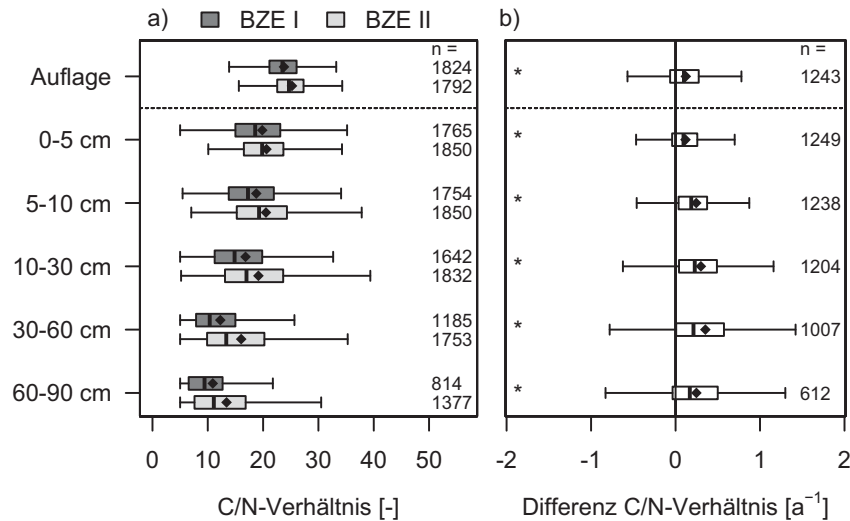 a) BZE I BZE II b)
n = n =
Auflage 1824 * 1243
1792
0-5 cm 1765 * 1249
1850
5-10 cm 1754 * 1238
1850
10-30 cm 1642 * 1204
1832
30-60 cm 1185 * 1007
1753
60-90 cm 814 * 612
1377
0 10 20 30 40 50 -2 -1 0 1 2
C/N-Verhältnis [-] Differenz C/N-Verhältnis [a⁻¹]